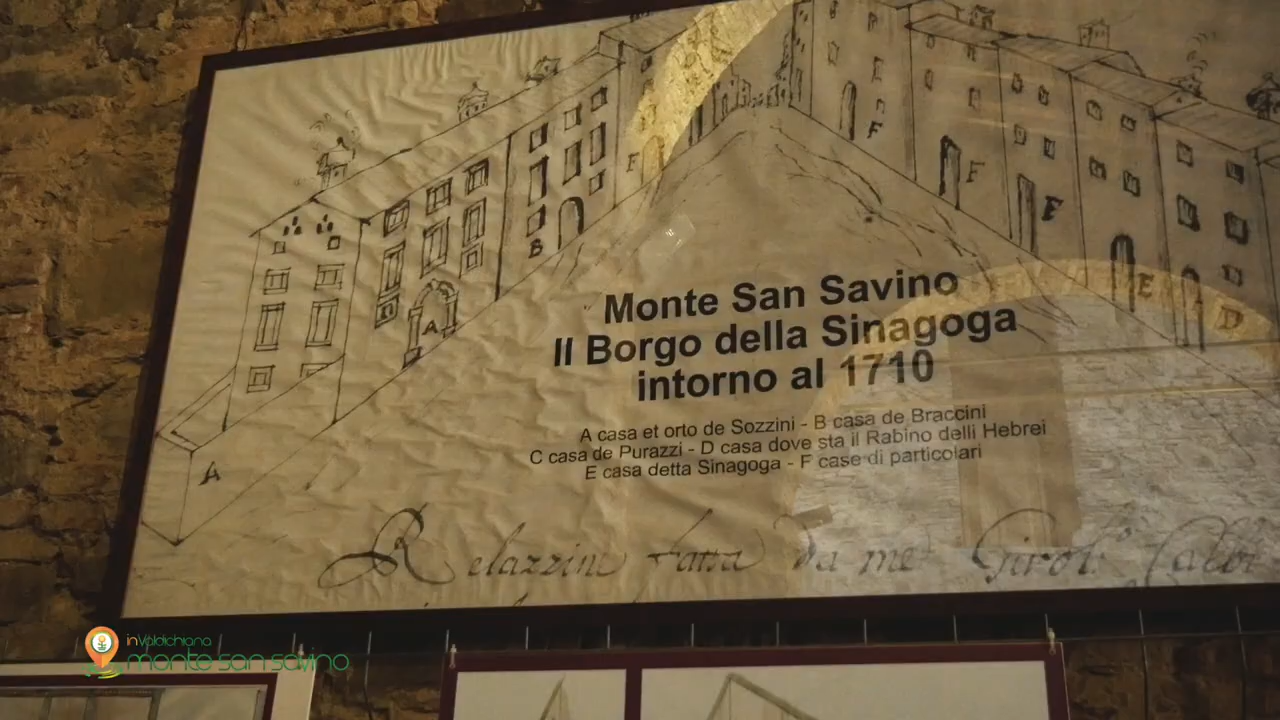 F
F
F
F
F
B
A
E
D
Monte San Savino
Il Borgo della Sinagoga
intorno al 1710
A casa et orto de Sozzini - B casa de Braccini
C casa de Purazzi - D casa dove sta il Rabino delli Hebrei
E casa detta Sinagoga - F case di particolari
A
Relazzine fatta da me Girol.º
inValdichiana
monte san savino